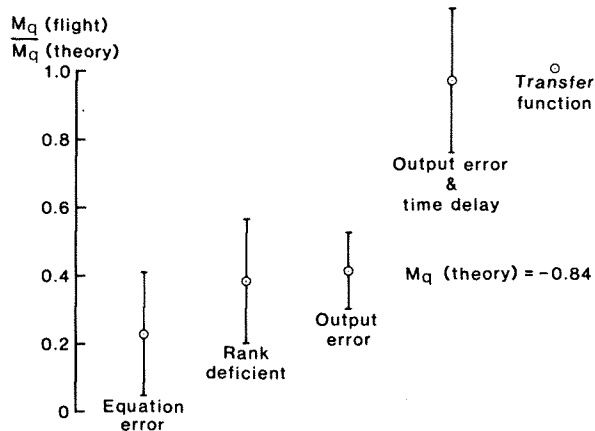 Mq (flight)
Mq (theory)
1.0
0.8
0.6
0.4
0.2
0
Equation
error
Rank
deficient
Output
error
Output error
&
time delay
Transfer
function
Mq (theory) = -0.84